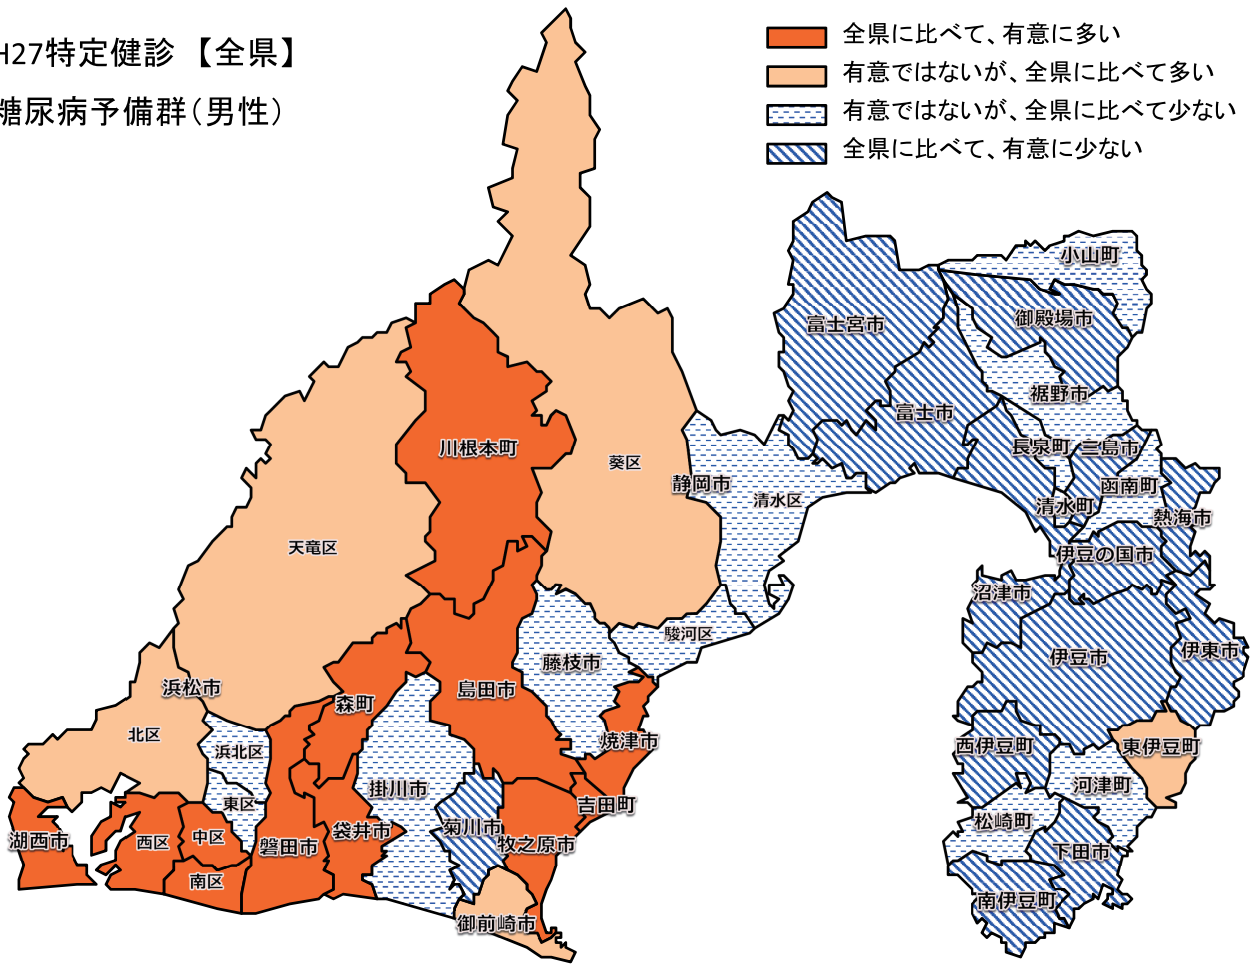 H27特定健診 【全県】
糖尿病予備群(男性)
全県に比べて、有意に多い
有意ではないが、全県に比べて多い
有意ではないが、全県に比べて少ない
全県に比べて、有意に少ない
小山町
御殿場市
富士宮市
裾野市
富士市
長泉町
三島市
川根本町
葵区
静岡市
清水区
函南町
清水町
熱海市
天竜区
伊豆の国市
沼津市
駿河区
藤枝市
伊豆市
伊東市
浜松市
島田市
森町
北区
浜北区
焼津市
西伊豆町
東伊豆町
掛川市
河津町
東区
吉田町
湖西市
西区
中区
磐田市
袋井市
菊川市
牧之原市
松崎町
下田市
南区
南伊豆町
御前崎市